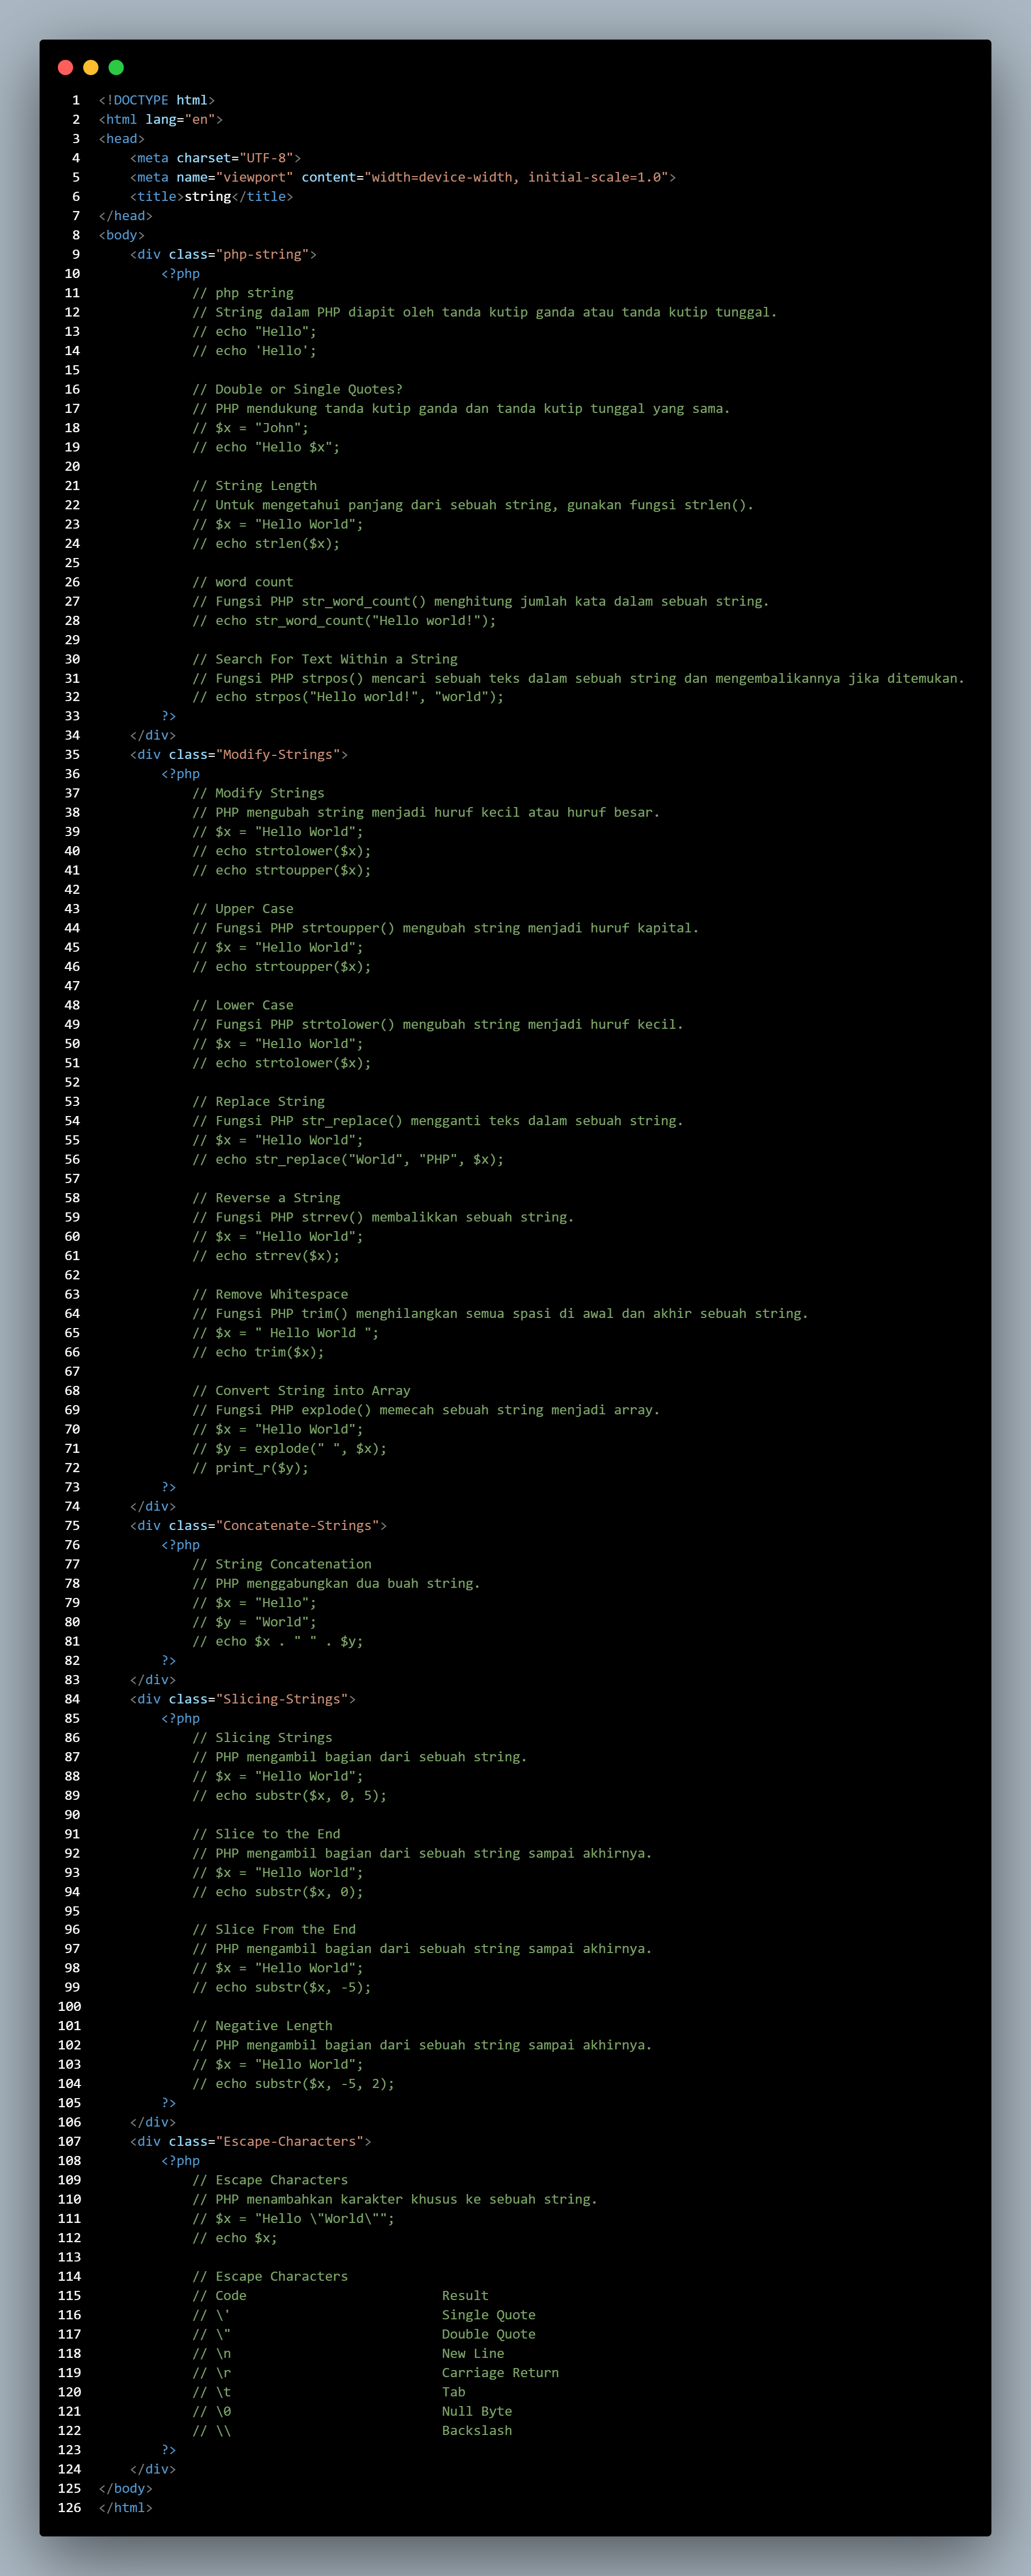 1 <!DOCTYPE html>
2 <html lang="en">
3 <head>
4     <meta charset="UTF-8">
5     <meta name="viewport" content="width=device-width, initial-scale=1.0">
6     <title>string</title>
7 </head>
8 <body>
9     <div class="php-string">
10         <?php
11             // php string
12             // String dalam PHP diapit oleh tanda kutip ganda atau tanda kutip tunggal.
13             // echo "Hello";
14             // echo 'Hello';
15
16             // Double or Single Quotes?
17             // PHP mendukung tanda kutip ganda dan tanda kutip tunggal yang sama.
18             // $x = "John";
19             // echo "Hello $x";
20
21             // String Length
22             // Untuk mengetahui panjang dari sebuah string, gunakan fungsi strlen().
23             // $x = "Hello World";
24             // echo strlen($x);
25
26             // word count
27             // Fungsi PHP str_word_count() menghitung jumlah kata dalam sebuah string.
28             // echo str_word_count("Hello world!");
29
30             // Search For Text Within a String
31             // Fungsi PHP strpos() mencari sebuah teks dalam sebuah string dan mengembalikannya jika ditemukan.
32             // echo strpos("Hello world!", "world");
33         ?>
34     </div>
35     <div class="Modify-Strings">
36         <?php
37             // Modify Strings
38             // PHP mengubah string menjadi huruf kecil atau huruf besar.
39             // $x = "Hello World";
40             // echo strtolower($x);
41             // echo strtoupper($x);
42
43             // Upper Case
44             // Fungsi PHP strtoupper() mengubah string menjadi huruf kapital.
45             // $x = "Hello World";
46             // echo strtoupper($x);
47
48             // Lower Case
49             // Fungsi PHP strtolower() mengubah string menjadi huruf kecil.
50             // $x = "Hello World";
51             // echo strtolower($x);
52
53             // Replace String
54             // Fungsi PHP str_replace() mengganti teks dalam sebuah string.
55             // $x = "Hello World";
56             // echo str_replace("World", "PHP", $x);
57
58             // Reverse a String
59             // Fungsi PHP strrev() membalikkan sebuah string.
60             // $x = "Hello World";
61             // echo strrev($x);
62
63             // Remove Whitespace
64             // Fungsi PHP trim() menghilangkan semua spasi di awal dan akhir sebuah string.
65             // $x = " Hello World ";
66             // echo trim($x);
67
68             // Convert String into Array
69             // Fungsi PHP explode() memecah sebuah string menjadi array.
70             // $x = "Hello World";
71             // $y = explode(" ", $x);
72             // print_r($y);
73         ?>
74     </div>
75     <div class="Concatenate-Strings">
76         <?php
77             // String Concatenation
78             // PHP menggabungkan dua buah string.
79             // $x = "Hello";
80             // $y = "World";
81             // echo $x . " " . $y;
82         ?>
83     </div>
84     <div class="Slicing-Strings">
85         <?php
86             // Slicing Strings
87             // PHP mengambil bagian dari sebuah string.
88             // $x = "Hello World";
89             // echo substr($x, 0, 5);
90
91             // Slice to the End
92             // PHP mengambil bagian dari sebuah string sampai akhirnya.
93             // $x = "Hello World";
94             // echo substr($x, 0);
95
96             // Slice From the End
97             // PHP mengambil bagian dari sebuah string sampai akhirnya.
98             // $x = "Hello World";
99             // echo substr($x, -5);
100
101             // Negative Length
102             // PHP mengambil bagian dari sebuah string sampai akhirnya.
103             // $x = "Hello World";
104             // echo substr($x, -5, 2);
105         ?>
106     </div>
107     <div class="Escape-Characters">
108         <?php
109             // Escape Characters
110             // PHP menambahkan karakter khusus ke sebuah string.
111             // $x = "Hello \"World\"";
112             // echo $x;
113
114             // Escape Characters
115             // Code                         Result
116             // \'                           Single Quote
117             // \"                           Double Quote
118             // \n                           New Line
119             // \r                           Carriage Return
120             // \t                           Tab
121             // \0                           Null Byte
122             // \\                           Backslash
123         ?>
124     </div>
125 </body>
126 </html>